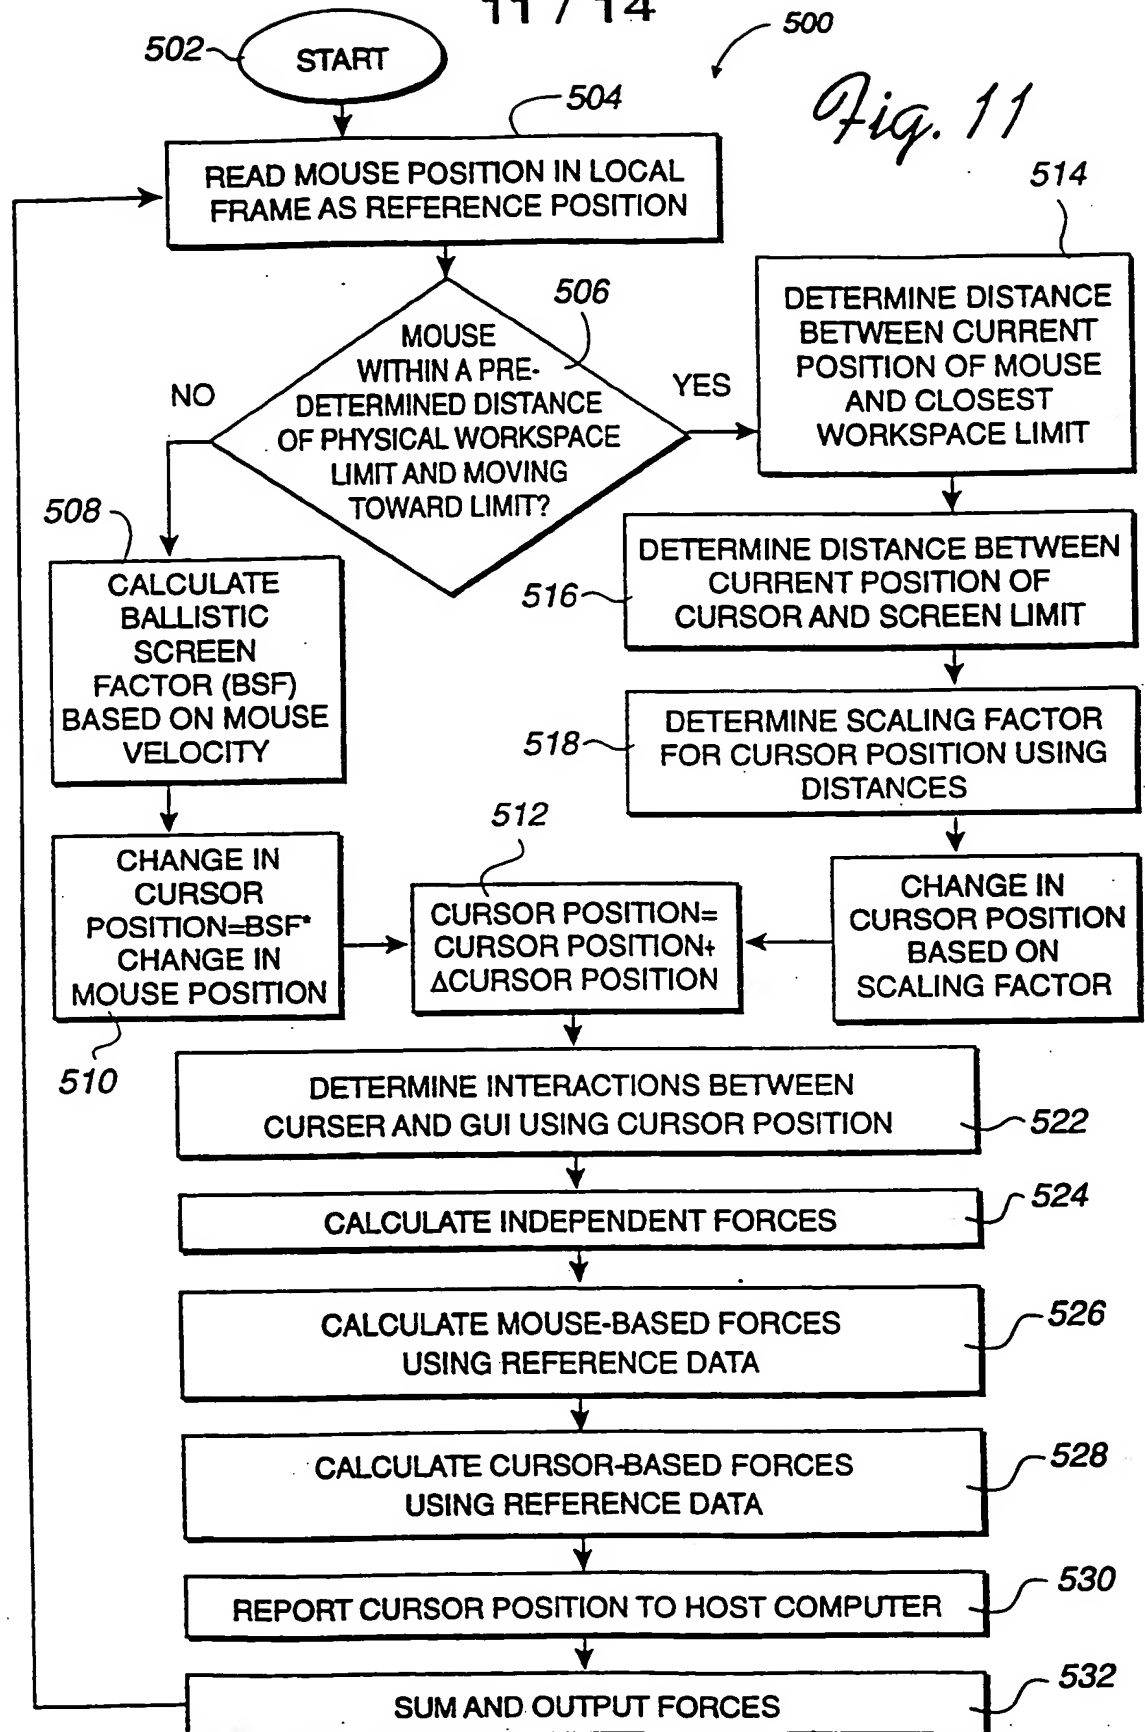 11 / 14
500
Fig. 11
502
START
504
READ MOUSE POSITION IN LOCAL
FRAME AS REFERENCE POSITION
506
MOUSE
WITHIN A PRE-
DETERMINED DISTANCE
OF PHYSICAL WORKSPACE
LIMIT AND MOVING
TOWARD LIMIT?
NO
YES
508
CALCULATE
BALLISTIC
SCREEN
FACTOR (BSF)
BASED ON MOUSE
VELOCITY
CHANGE IN
CURSOR
POSITION=BSF*
CHANGE IN
MOUSE POSITION
510
514
DETERMINE DISTANCE
BETWEEN CURRENT
POSITION OF MOUSE
AND CLOSEST
WORKSPACE LIMIT
516
DETERMINE DISTANCE BETWEEN
CURRENT POSITION OF
CURSOR AND SCREEN LIMIT
518
DETERMINE SCALING FACTOR
FOR CURSOR POSITION USING
DISTANCES
CHANGE IN
CURSOR POSITION
BASED ON
SCALING FACTOR
512
CURSOR POSITION=
CURSOR POSITION+
ΔCURSOR POSITION
DETERMINE INTERACTIONS BETWEEN
CURSER AND GUI USING CURSOR POSITION
522
CALCULATE INDEPENDENT FORCES
524
CALCULATE MOUSE-BASED FORCES
USING REFERENCE DATA
526
CALCULATE CURSOR-BASED FORCES
USING REFERENCE DATA
528
REPORT CURSOR POSITION TO HOST COMPUTER
530
SUM AND OUTPUT FORCES
532